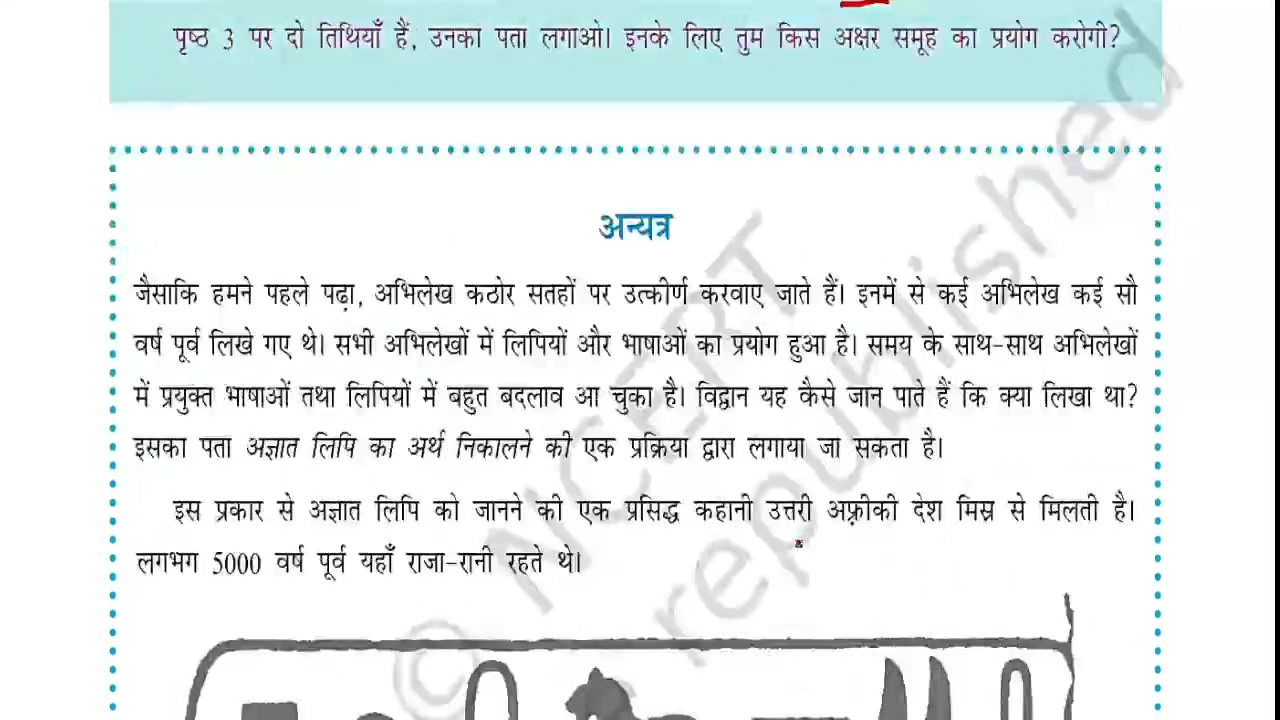 पृष्ठ 3 पर दो तिथियाँ हैं, उनका पता लगाओ। इनके लिए तुम किस अक्षर समूह का प्रयोग करोगी?
अन्यत्र
जैसाकि हमने पहले पढ़ा, अभिलेख कठोर सतहों पर उत्कीर्ण करवाए जाते हैं। इनमें से कई अभिलेख कई सौ
वर्ष पूर्व लिखे गए थे। सभी अभिलेखों में लिपियों और भाषाओं का प्रयोग हुआ है। समय के साथ-साथ अभिलेखों
में प्रयुक्त भाषाओं तथा लिपियों में बहुत बदलाव आ चुका है। विद्वान यह कैसे जान पाते हैं कि क्या लिखा था?
इसका पता अज्ञात लिपि का अर्थ निकालने की एक प्रक्रिया द्वारा लगाया जा सकता है।
इस प्रकार से अज्ञात लिपि को जानने की एक प्रसिद्ध कहानी उत्तरी अफ़्रीकी देश मिस्र से मिलती है।
लगभग 5000 वर्ष पूर्व यहाँ राजा-रानी रहते थे।
© NCERT
republished